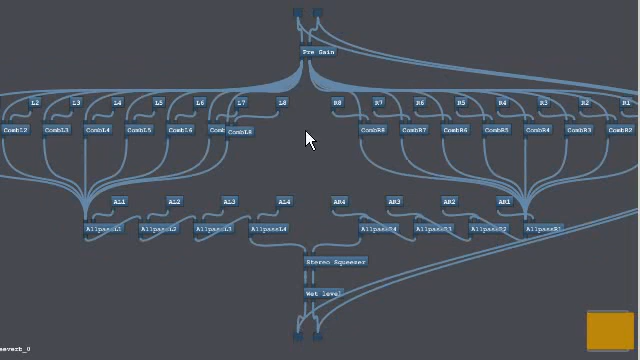 Pre Gain
L2 L3 L4 L5 L6 L7 L8 R8 R7 R6 R5 R4 R3 R2 R1
CombL2 CombL3 CombL4 CombL5 CombL6 CombL8 CombR8 CombR7 CombR6 CombR5 CombR4 CombR3 CombR2
AL1 AL2 AL3 AL4 AR4 AR3 AR2 AR1
AllpassL1 AllpassL2 AllpassL3 AllpassL4 AllpassR4 AllpassR3 AllpassR2 AllpassR1
Stereo Squeezer
Wet level
eeverb_0